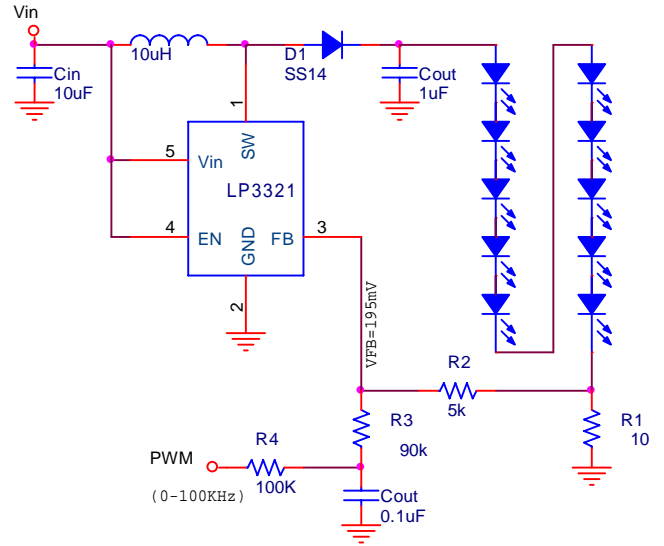 Vin
Cin
10uF
10uH
D1
SS14
Cout
1uF
1
SW
5
Vin
LP3321
4
EN
GND
FB
3
2
VFB=195mV
R2
5k
R3
90k
R1
10
R4
100K
PWM
(0-100KHz)
Cout
0.1uF